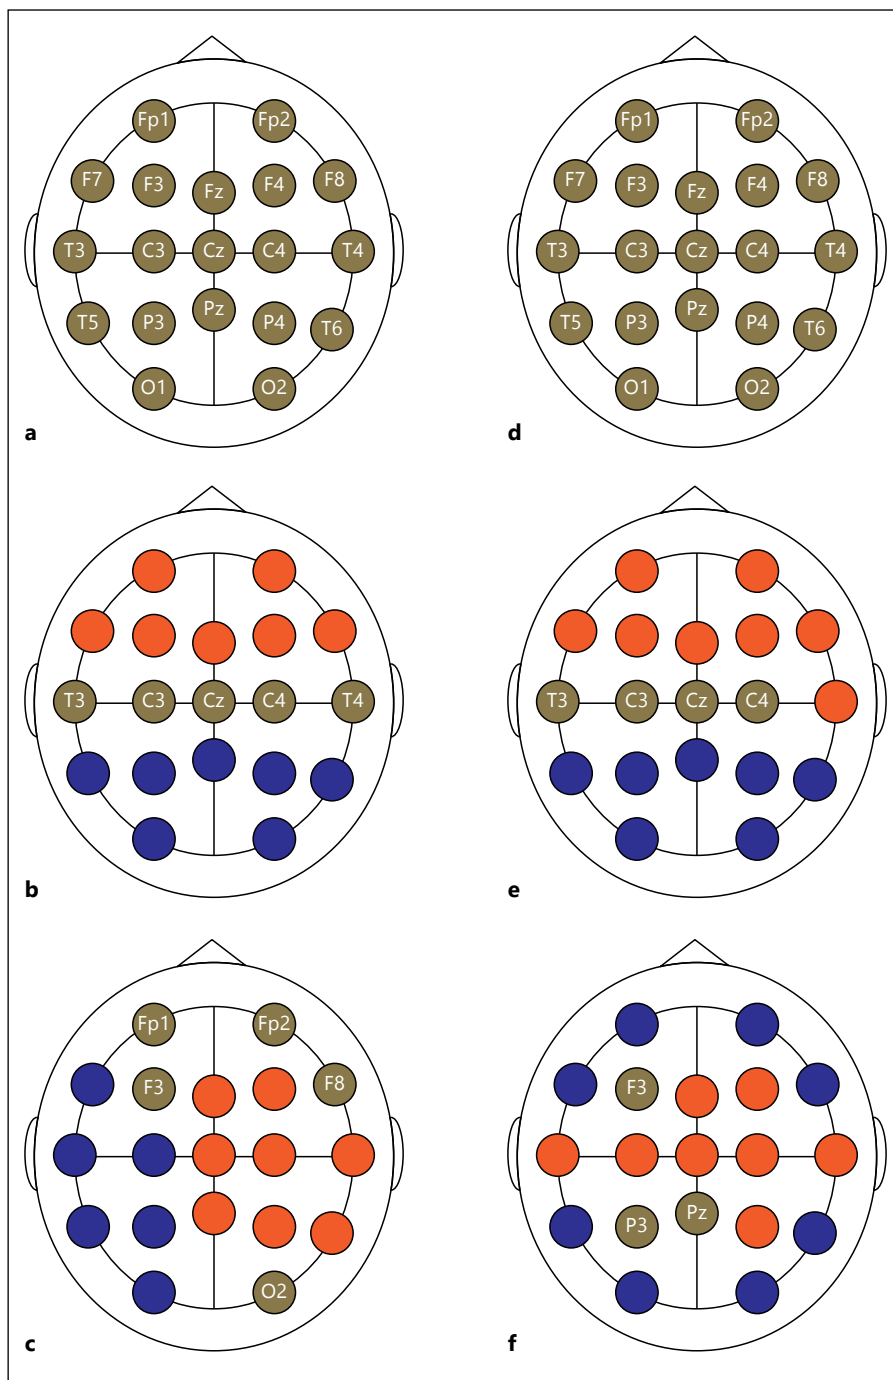 Fp1 Fp2
F7 F3 Fz F4 F8
T3 C3 Cz C4 T4
T5 P3 Pz P4 T6
O1 O2
a
Fp1 Fp2
F7 F3 Fz F4 F8
T3 C3 Cz C4 T4
T5 P3 Pz P4 T6
O1 O2
d
T3 C3 Cz C4 T4
b
T3 C3 Cz C4
e
Fp1 Fp2
F3 F8
O2
c
F3
P3 Pz
f